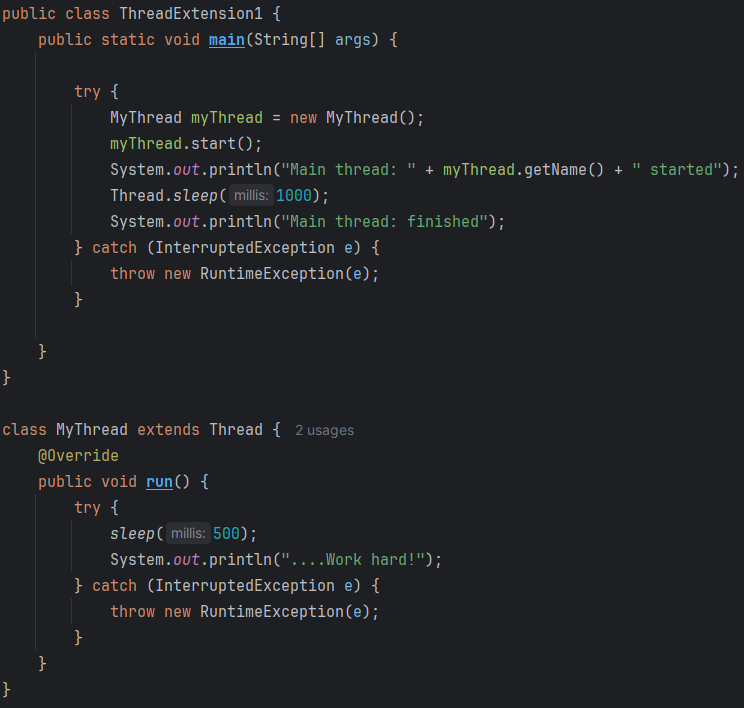 public class ThreadExtension1 {
    public static void main(String[] args) {

        try {
            MyThread myThread = new MyThread();
            myThread.start();
            System.out.println("Main thread: " + myThread.getName() + " started");
            Thread.sleep( millis: 1000);
            System.out.println("Main thread: finished");
        } catch (InterruptedException e) {
            throw new RuntimeException(e);
        }

    }
}

class MyThread extends Thread { 2 usages
    @Override
    public void run() {
        try {
            sleep( millis: 500);
            System.out.println("....Work hard!");
        } catch (InterruptedException e) {
            throw new RuntimeException(e);
        }
    }
}